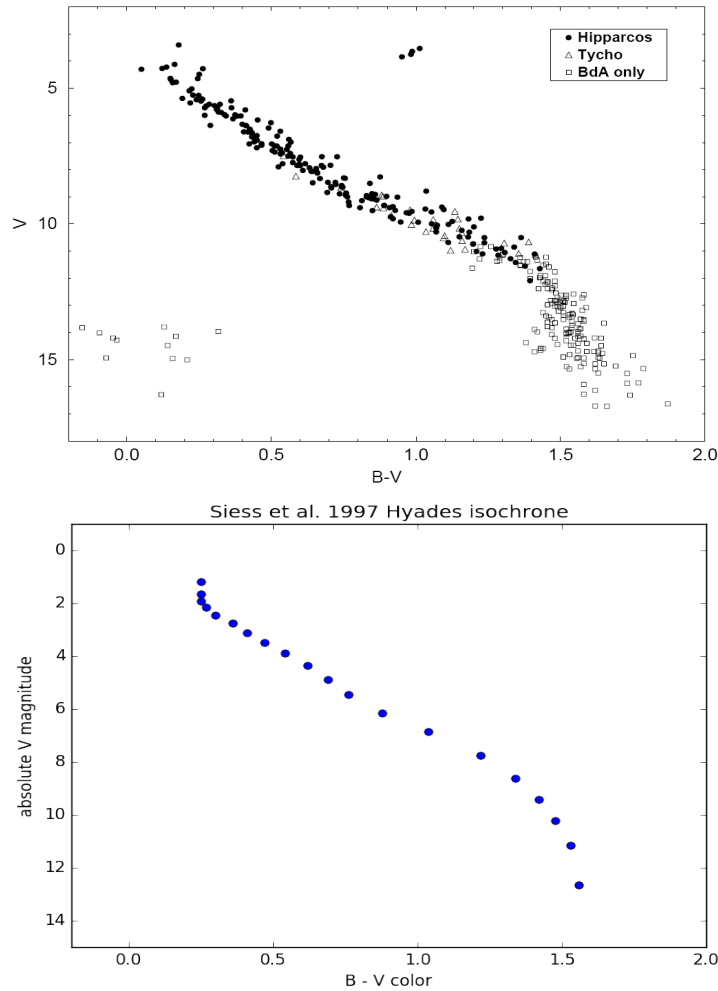 Hipparcos
Tycho
BdA only
5
10
15
V
0.0 0.5 1.0 1.5 2.0
B-V
Siess et al. 1997 Hyades isochrone
0
2
4
6
8
10
12
14
absolute V magnitude
0.0 0.5 1.0 1.5 2.0
B - V color